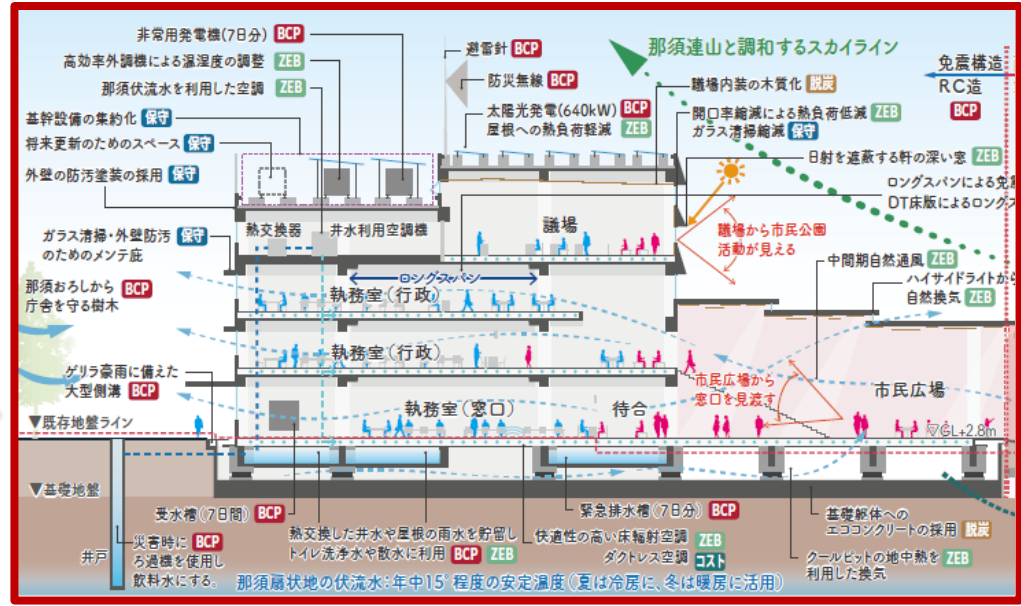 非常用発電機(7日分) BCP
高効率外調機による温湿度の調整 ZEB
那須伏流水を利用した空調 ZEB
基幹設備の集約化 保守
将来更新のためのスペース 保守
外壁の防汚塗装の採用 保守
避雷針 BCP
防災無線 BCP
太陽光発電(640kW) BCP
屋根への熱負荷軽減 ZEB
那須連山と調和するスカイライン
免震構造
RC造
BCP
議場内装の木質化 脱炭
開口率縮減による熱負荷低減 ZEB
ガラス清掃縮減 保守
日射を遮蔽する軒の深い窓 ZEB
ロングスパンによる免
DT床版によるロングス
ガラス清掃・外壁防汚 保守
のためのメンテ庇
熱交換器
井水利用空調機
議場
議場から市民公園
活動が見える
中間期自然通風 ZEB
ハイサイドライトから
自然換気 ZEB
那須おろしから BCP
庁舎を守る樹木
ロングスパン
執務室(行政)
執務室(行政)
ゲリラ豪雨に備えた
大型側溝 BCP
執務室(窓口)
待合
市民広場から
窓口を見渡す
市民広場
▼既存地盤ライン
▽GL+2.8m
▼基礎地盤
受水槽(7日間) BCP
緊急排水槽(7日分) BCP
基礎躯体への
エココンクリートの採用 脱炭
井戸
災害時に BCP
ろ過機を使用し
飲料水にする。
熱交換した井水や屋根の雨水を貯留し
トイレ洗浄水や散水に利用 BCP ZEB
快適性の高い床輻射空調 ZEB
ダクトレス空調 コスト
クールピットの地中熱を ZEB
利用した換気
那須扇状地の伏流水:年中15°程度の安定温度(夏は冷房に、冬は暖房に活用)